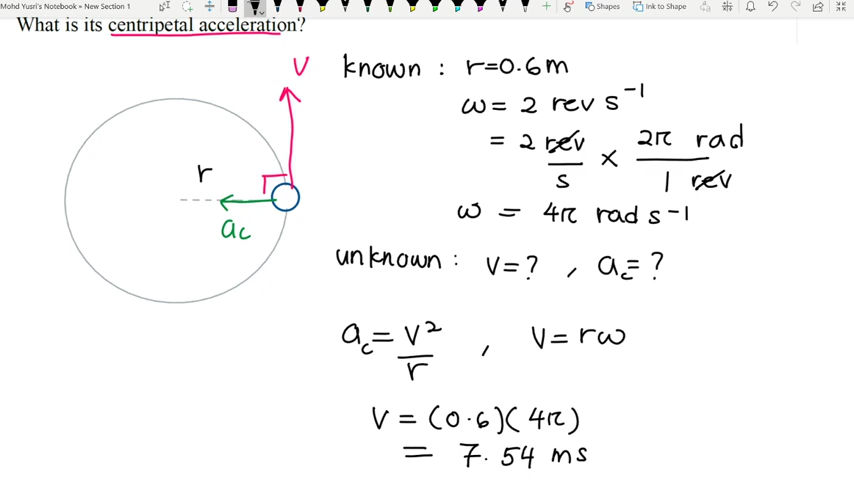 Mohd Yusri's Notebook » New Section 1
Shapes
Ink to Shape
What is its centripetal acceleration?
V
r
ac
known : r=0.6m
ω = 2 rev s⁻¹
= 2 rev/s × 2π rad/1 rev
ω = 4π rad s⁻¹
unknown : v=? , ac=?
ac = v²/r , v = rω
v = (0.6)(4π)
= 7.54 ms